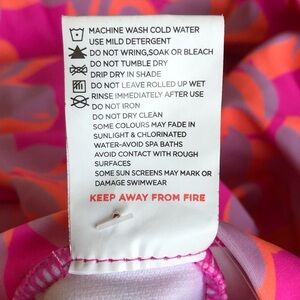 MACHINE WASH COLD WATER
USE MILD DETERGENT
DO NOT WRING,SOAK OR BLEACH
DO NOT TUMBLE DRY
DRIP DRY IN SHADE
DO NOT LEAVE ROLLED UP WET
RINSE IMMEDIATELY AFTER USE
DO NOT IRON
DO NOT DRY CLEAN
SOME COLOURS MAY FADE IN
SUNLIGHT & CHLORINATED
WATER-AVOID SPA BATHS
AVOID CONTACT WITH ROUGH
SURFACES
SOME SUN SCREENS MAY MARK OR
DAMAGE SWIMWEAR
KEEP AWAY FROM FIRE